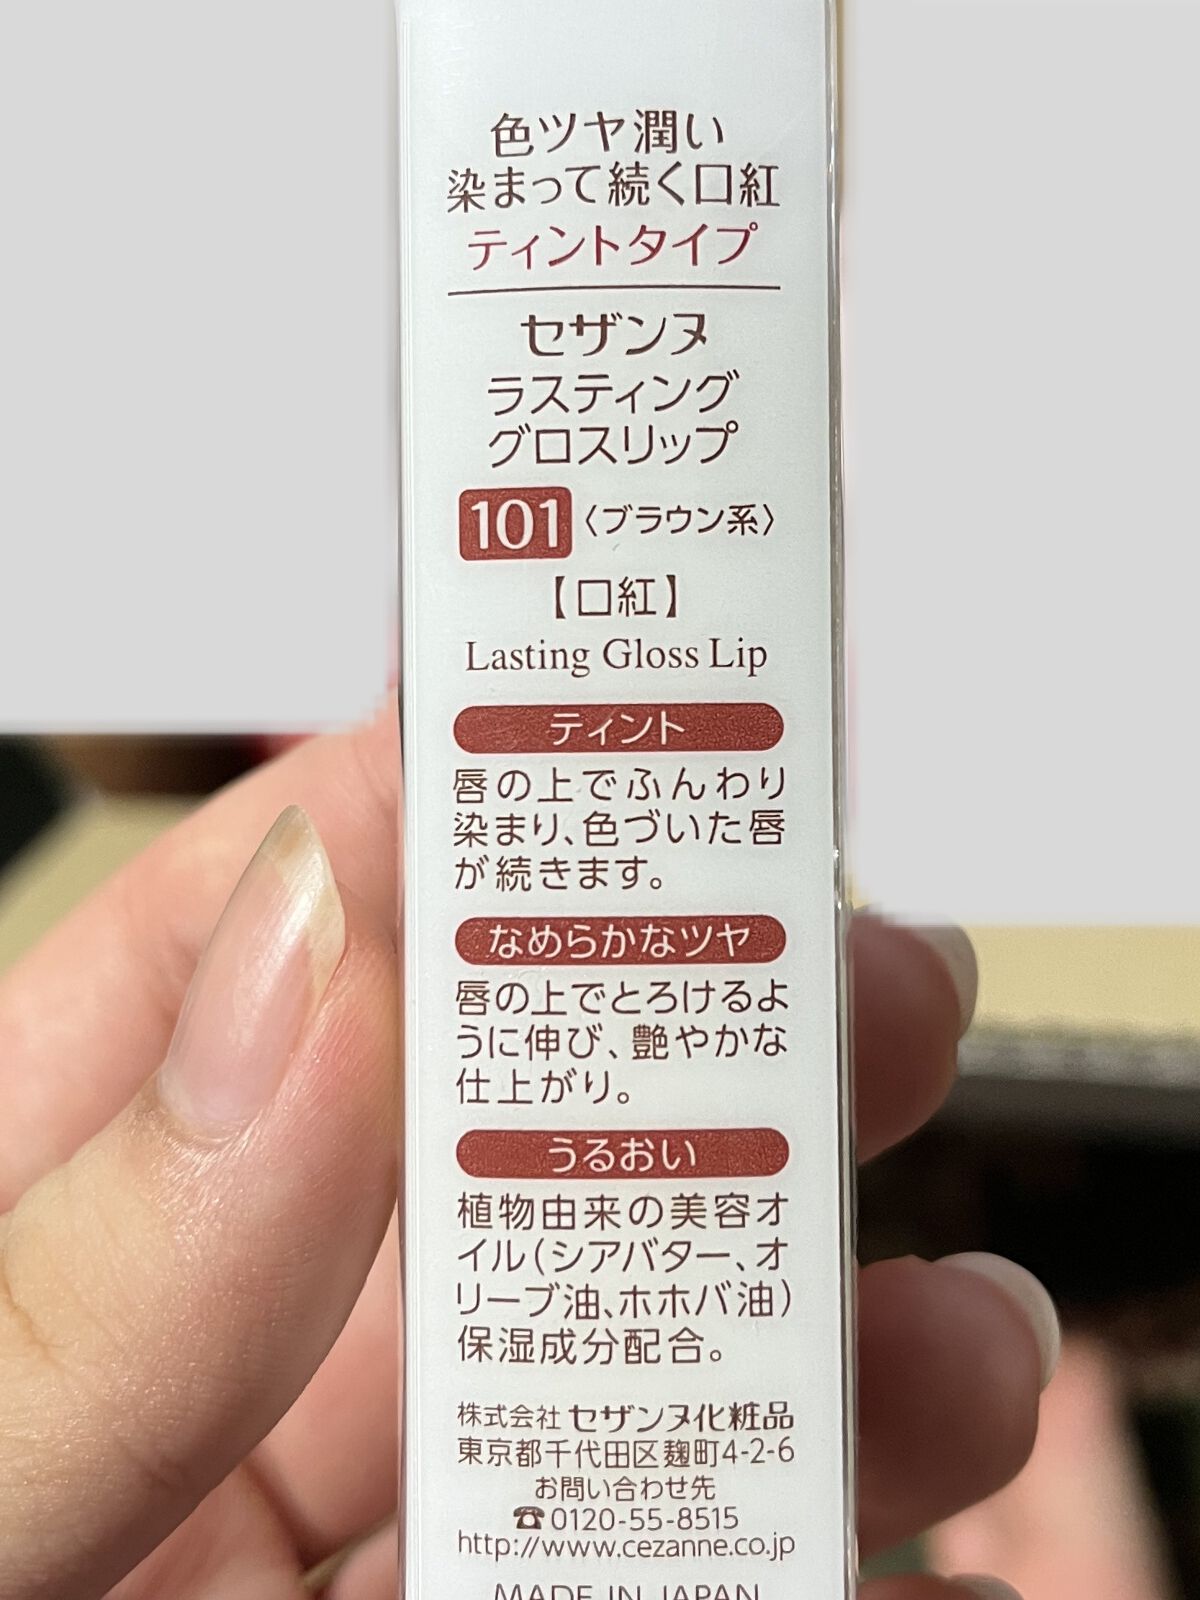 色ツヤ潤い
染まって続く口紅
ティントタイプ
セザンヌ
ラスティング
グロスリップ
101〈ブラウン系〉
【口紅】
Lasting Gloss Lip
ティント
唇の上でふんわり
染まり、色づいた唇
が続きます。
なめらかなツヤ
唇の上でとろけるよ
うに伸び、艶やかな
仕上がり。
うるおい
植物由来の美容オ
イル(シアバター、オ
リーブ油、ホホバ油)
保湿成分配合。
株式会社 セザンヌ化粧品
東京都千代田区麹町4-2-6
お問い合わせ先
☎0120-55-8515
http://www.cezanne.co.jp
MADE IN JAPAN